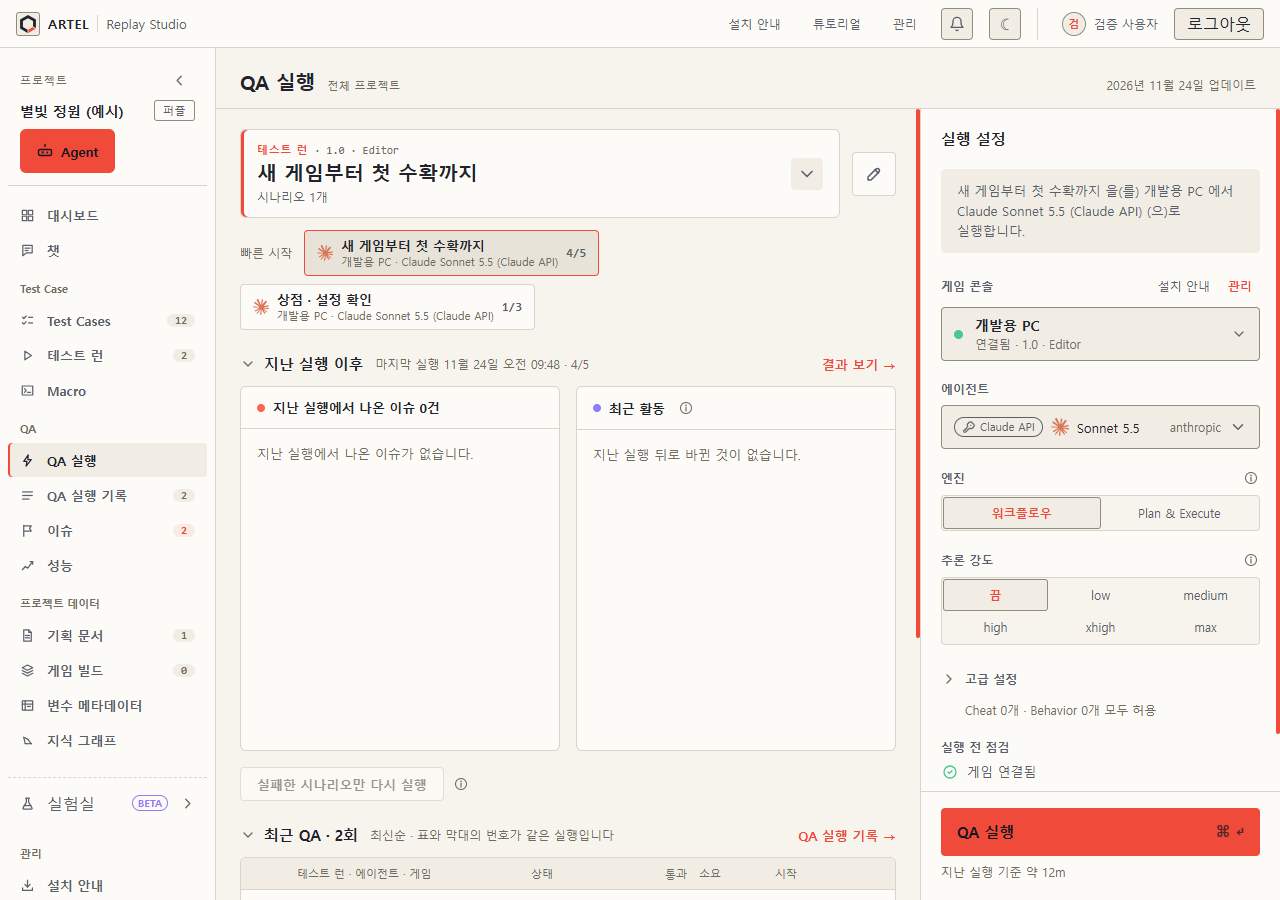 ARTEL Replay Studio
설치 안내 튜토리얼 관리 검 검증 사용자 로그아웃
프로젝트
별빛 정원 (예시) 퍼즐
Agent
대시보드
챗
Test Case
Test Cases 12
테스트 런 2
Macro
QA
QA 실행
QA 실행 기록 2
이슈 2
성능
프로젝트 데이터
기획 문서 1
게임 빌드 0
변수 메타데이터
지식 그래프
실험실 BETA
관리
설치 안내
QA 실행 전체 프로젝트
2026년 11월 24일 업데이트
테스트 런 · 1.0 · Editor
새 게임부터 첫 수확까지
시나리오 1개
빠른 시작
새 게임부터 첫 수확까지
개발용 PC · Claude Sonnet 5.5 (Claude API)
4/5
상점 · 설정 확인
개발용 PC · Claude Sonnet 5.5 (Claude API)
1/3
지난 실행 이후 마지막 실행 11월 24일 오전 09:48 · 4/5 결과 보기 →
지난 실행에서 나온 이슈 0건
지난 실행에서 나온 이슈가 없습니다.
최근 활동
지난 실행 뒤로 바뀐 것이 없습니다.
실패한 시나리오만 다시 실행
최근 QA · 2회 최신순 · 표와 막대의 번호가 같은 실행입니다 QA 실행 기록 →
테스트 런 · 에이전트 · 게임 상태 통과 소요 시작
실행 설정
새 게임부터 첫 수확까지 을(를) 개발용 PC 에서
Claude Sonnet 5.5 (Claude API) (으)로
실행합니다.
게임 콘솔 설치 안내 관리
개발용 PC
연결됨 · 1.0 · Editor
에이전트
Claude API Sonnet 5.5 anthropic
엔진
워크플로우 Plan & Execute
추론 강도
끔 low medium
high xhigh max
고급 설정
Cheat 0개 · Behavior 0개 모두 허용
실행 전 점검
게임 연결됨
QA 실행 ⌘ ↵
지난 실행 기준 약 12m